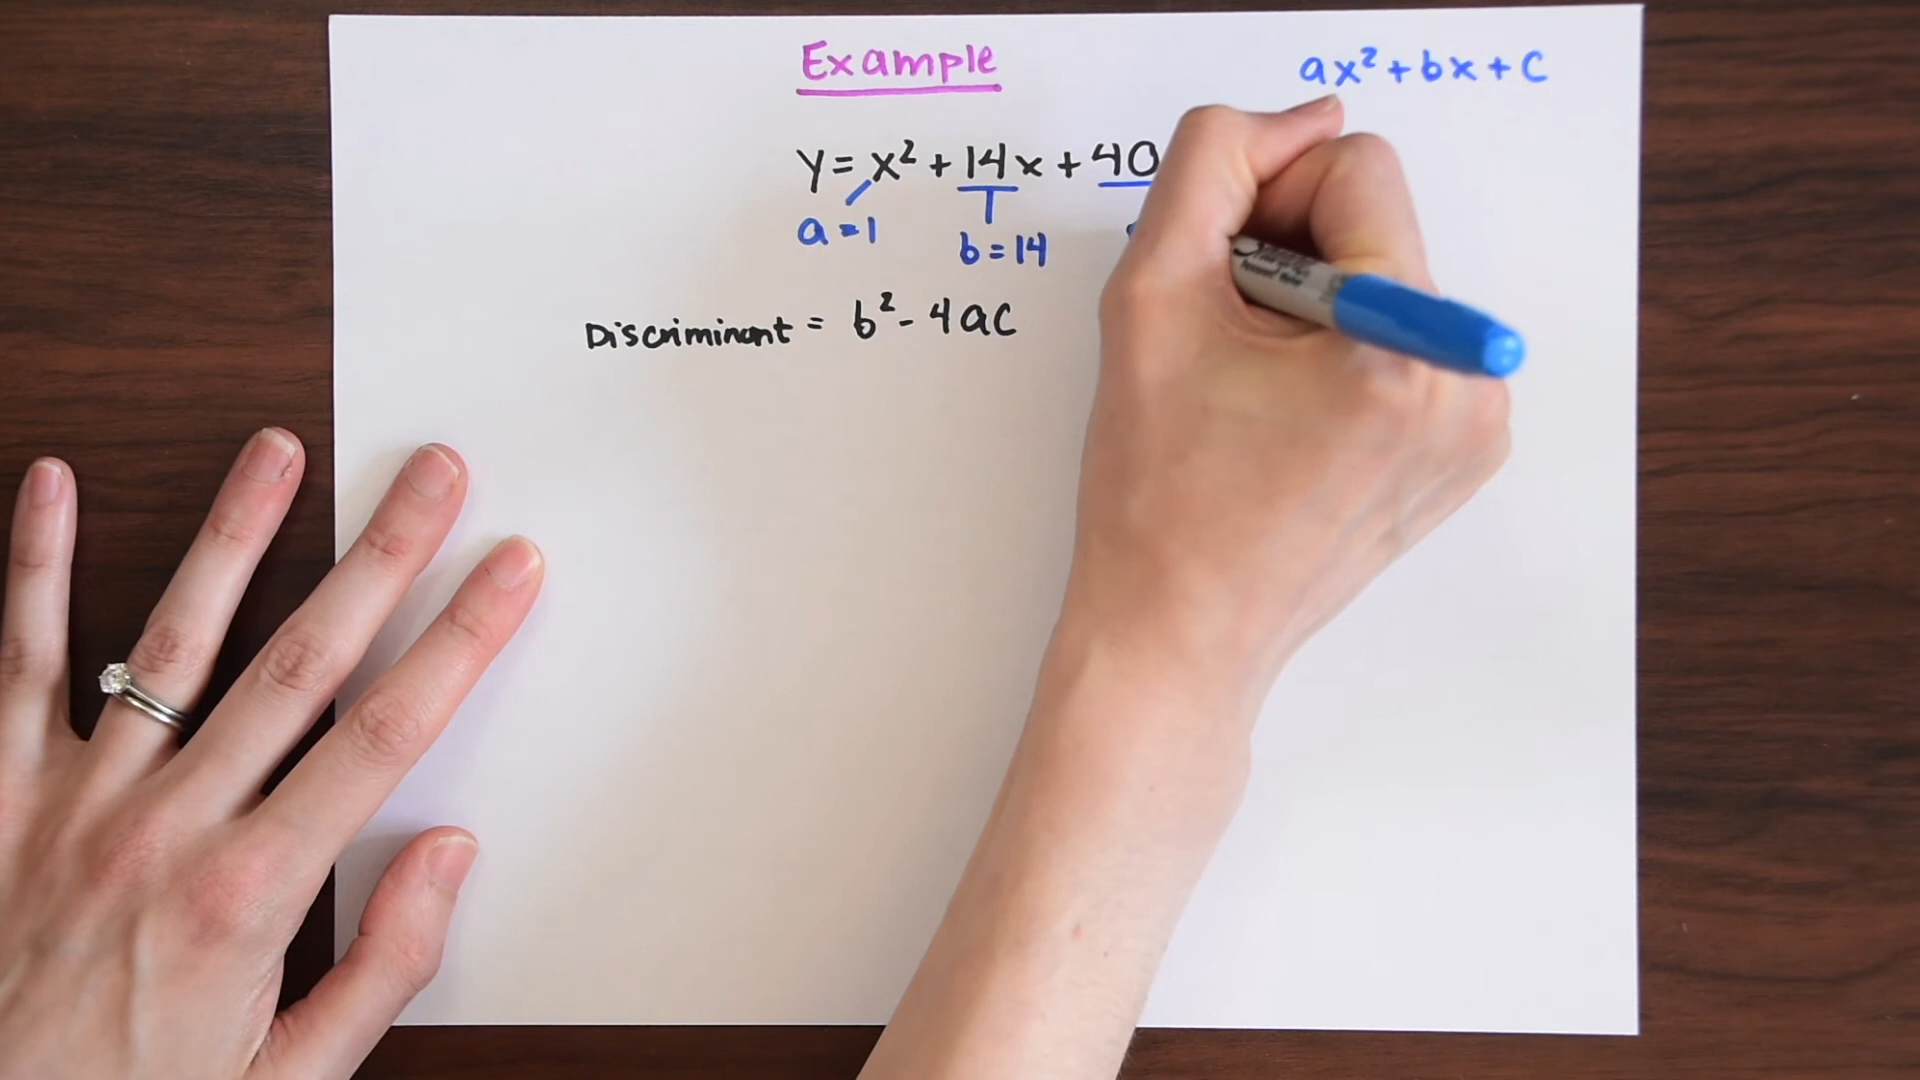 Example
ax² + bx + c
y = x² + 14x + 40
a = 1
b = 14
Discriminant = b² - 4ac